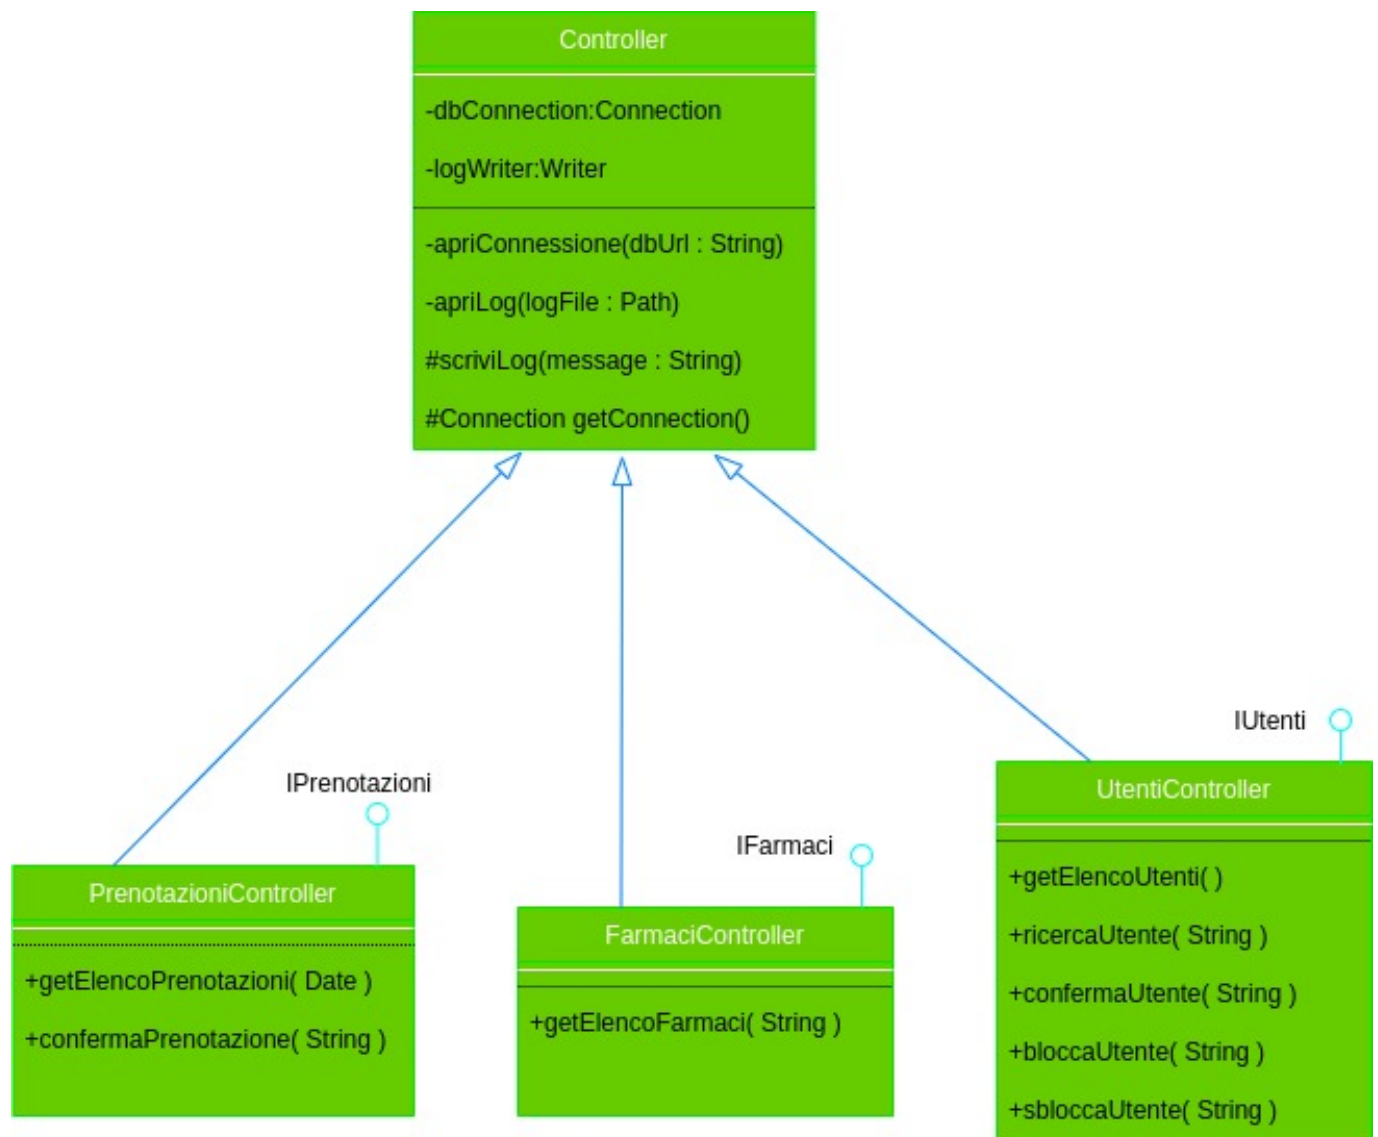 Controller
-dbConnection:Connection
-logWriter:Writer
-apriConnessione(dbUrl : String)
-apriLog(logFile : Path)
#scriviLog(message : String)
#Connection getConnection()
IPrenotazioni
PrenotazioniController
+getElencoPrenotazioni( Date )
+confermaPrenotazione( String )
IFarmaci
FarmaciController
+getElencoFarmaci( String )
IUtenti
UtentiController
+getElencoUtenti( )
+ricercaUtente( String )
+confermaUtente( String )
+bloccaUtente( String )
+sbloccaUtente( String )